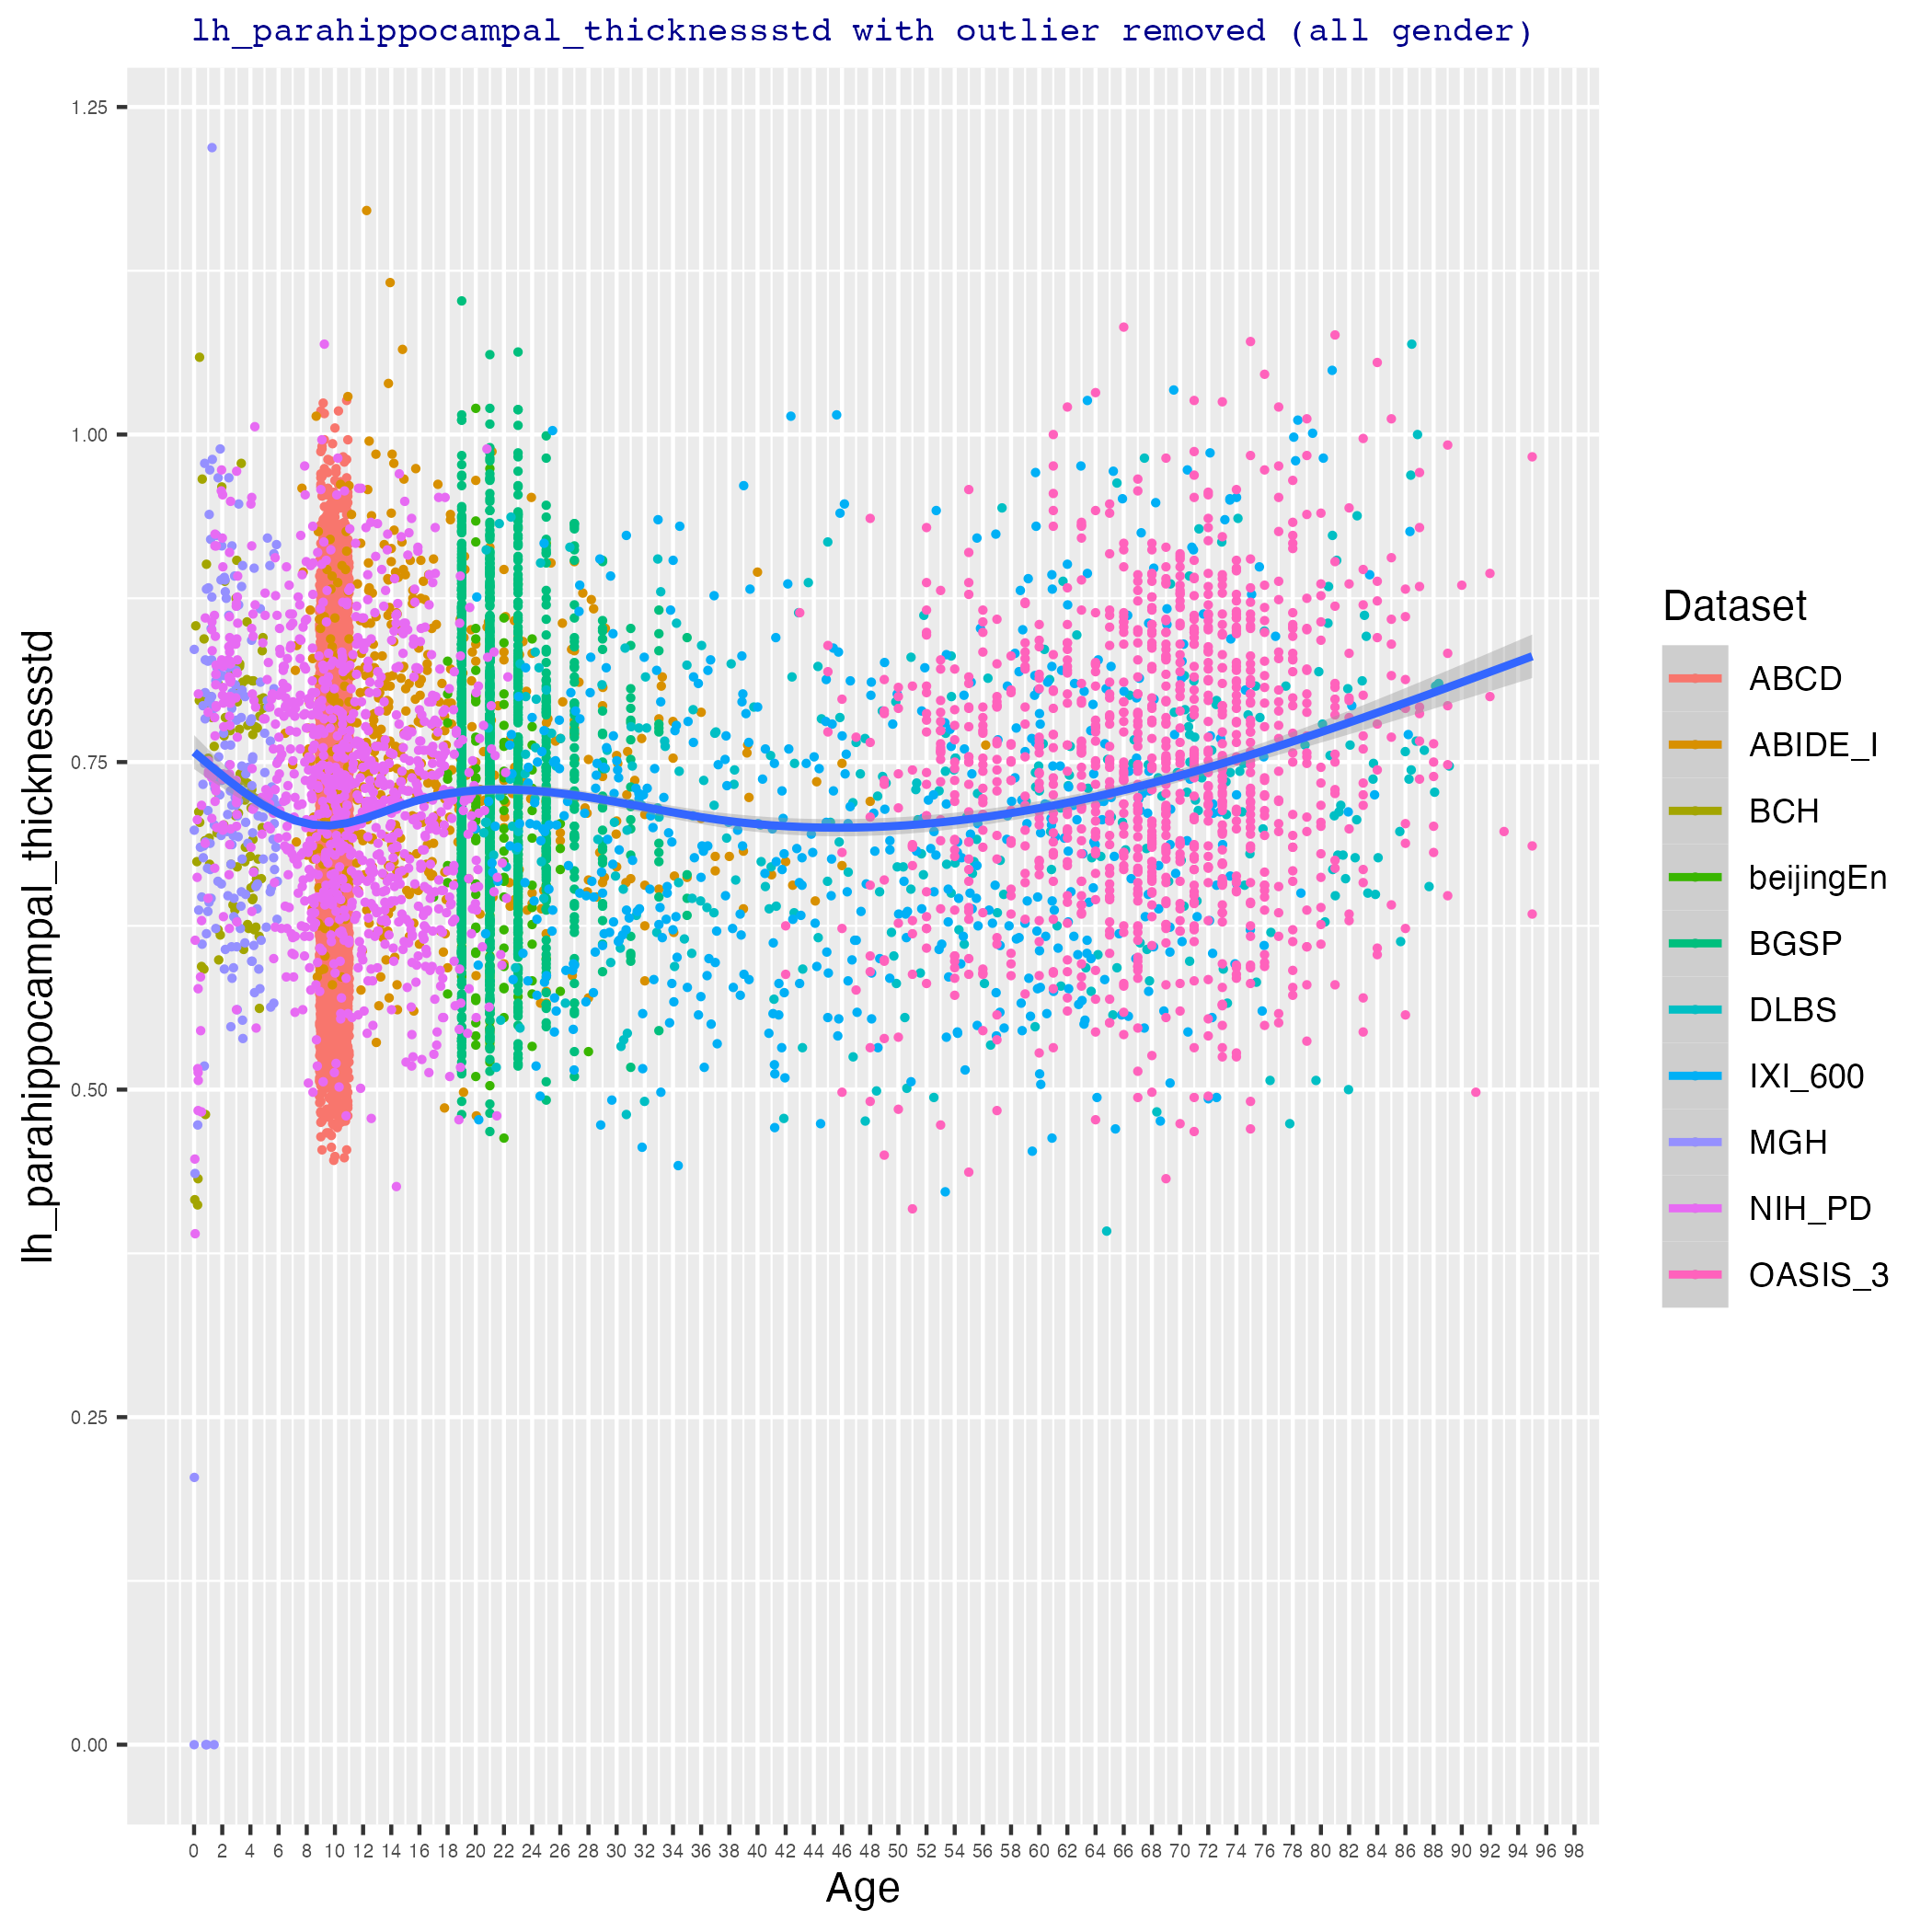 lh_parahippocampal_thicknessstd with outlier removed (all gender)
lh_parahippocampal_thicknessstd
1.25
1.00
0.75
0.50
0.25
0.00
0 2 4 6 8 10 12 14 16 18 20 22 24 26 28 30 32 34 36 38 40 42 44 46 48 50 52 54 56 58 60 62 64 66 68 70 72 74 76 78 80 82 84 86 88 90 92 94 96 98
Age
Dataset
ABCD
ABIDE_I
BCH
beijingEn
BGSP
DLBS
IXI_600
MGH
NIH_PD
OASIS_3